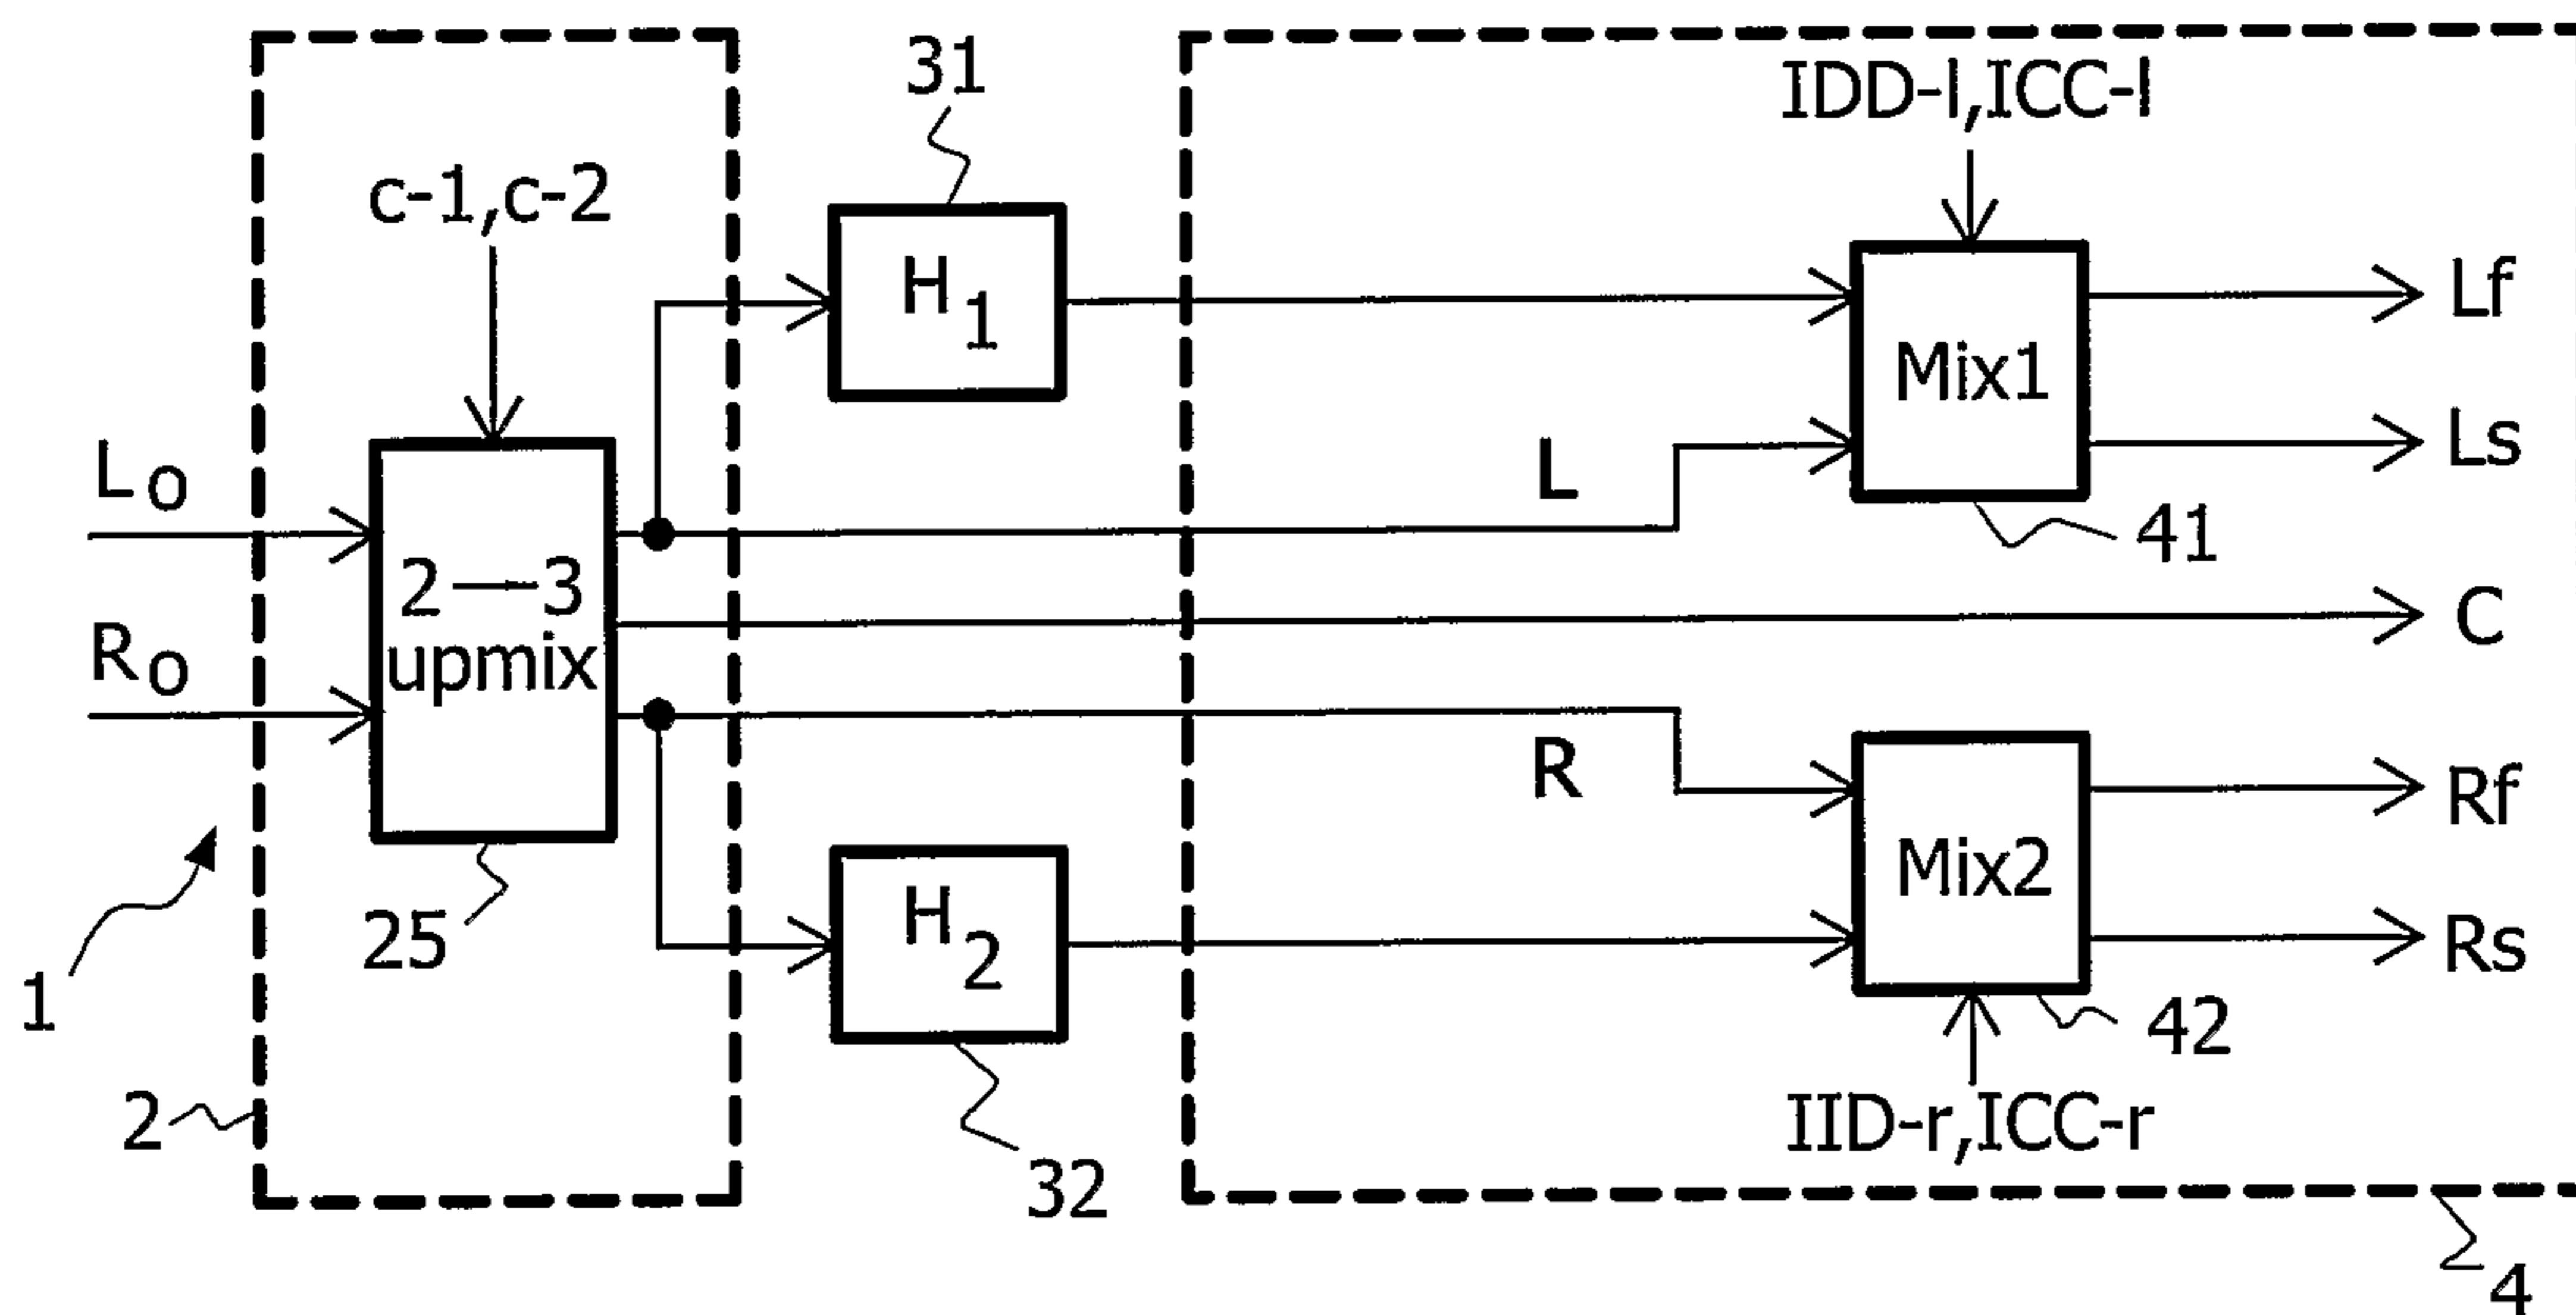 31
IDD-l,ICC-l
c-1,c-2
H1
Lf
Mix1
Lo
L
Ls
41
2—3
upmix
C
Ro
R
Rf
Mix2
H2
25
Rs
1
42
2
IID-r,ICC-r
32
4